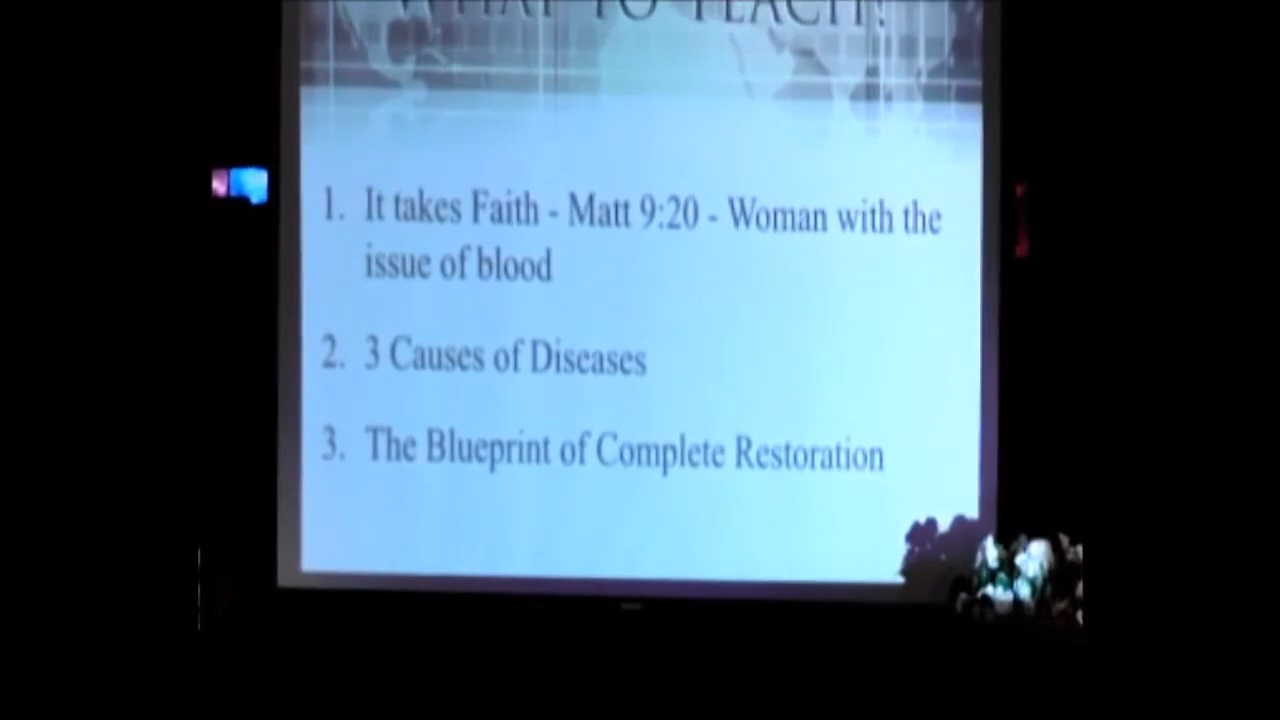 WHAT TO TEACH?
1. It takes Faith - Matt 9:20 - Woman with the
issue of blood
2. 3 Causes of Diseases
3. The Blueprint of Complete Restoration